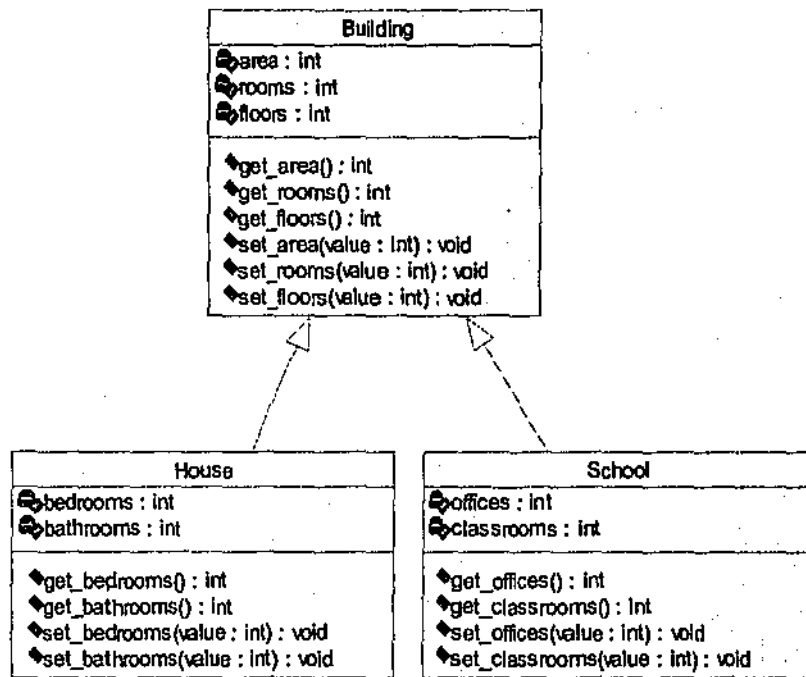 Building
area : int
rooms : int
floors : int
get_area() : int
get_rooms() : int
get_floors() : int
set_area(value : int) : void
set_rooms(value : int) : void
set_floors(value : int) : void
House
bedrooms : int
bathrooms : int
get_bedrooms() : int
get_bathrooms() : int
set_bedrooms(value : int) : void
set_bathrooms(value : int) : void
School
offices : int
classrooms : int
get_offices() : int
get_classrooms() : int
set_offices(value : int) : void
set_classrooms(value : int) : void